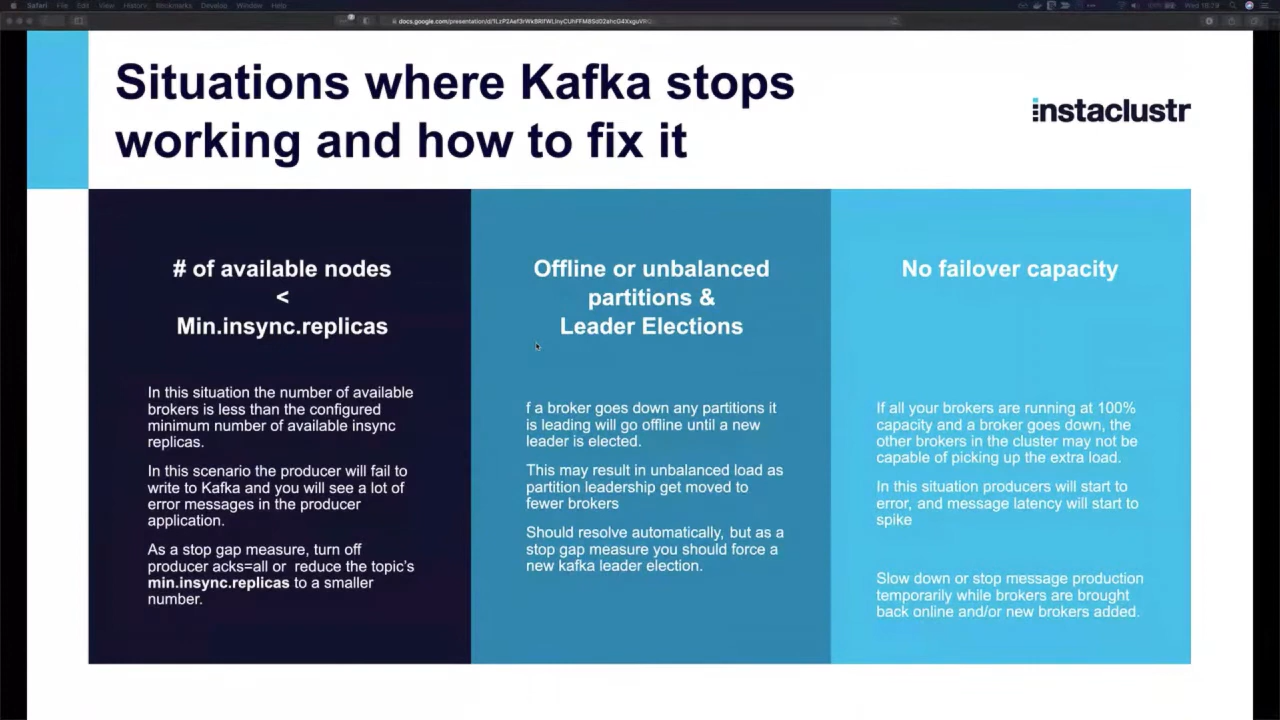 Safari File Edit View History Bookmarks Develop Window Help
Situations where Kafka stops
working and how to fix it
instaclustr
# of available nodes
<
Min.insync.replicas
In this situation the number of available
brokers is less than the configured
minimum number of available insync
replicas.
In this scenario the producer will fail to
write to Kafka and you will see a lot of
error messages in the producer
application.
As a stop gap measure, turn off
producer acks=all or reduce the topic's
min.insync.replicas to a smaller
number.
Offline or unbalanced
partitions &
Leader Elections
f a broker goes down any partitions it
is leading will go offline until a new
leader is elected.
This may result in unbalanced load as
partition leadership get moved to
fewer brokers
Should resolve automatically, but as a
stop gap measure you should force a
new kafka leader election.
No failover capacity
If all your brokers are running at 100%
capacity and a broker goes down, the
other brokers in the cluster may not be
capable of picking up the extra load.
In this situation producers will start to
error, and message latency will start to
spike
Slow down or stop message production
temporarily while brokers are brought
back online and/or new brokers added.